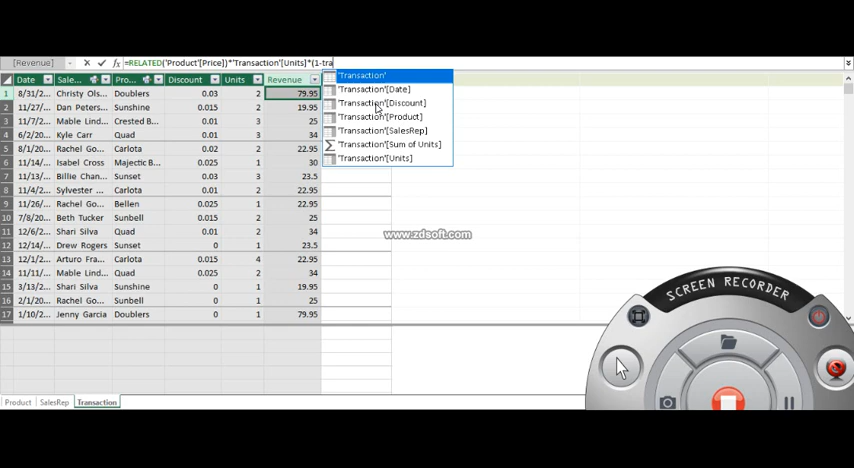 [Revenue] fx =RELATED('Product'[Price])*'Transaction'[Units]*(1-tra
'Transaction'
'Transaction'[Date]
'Transaction'[Discount]
'Transaction'[Product]
'Transaction'[SalesRep]
'Transaction'[Sum of Units]
'Transaction'[Units]
Date Sale... Pro... Discount Units Revenue
1 8/31/2... Christy Ols... Doublers 0.03 2 79.95
2 11/27/... Dan Peters... Sunshine 0.015 2 19.95
3 11/17/... Mable Lind... Crested B... 0.01 3 25
4 6/2/20... Kyle Carr Quad 0.01 3 34
5 8/1/20... Rachel Go... Carlota 0.02 2 22.95
6 11/14/... Isabel Cross Majectic B... 0.025 1 30
7 11/13/... Billie Chan... Sunset 0.03 3 23.5
8 11/4/2... Sylvester ... Carlota 0.01 2 22.95
9 11/26/... Rachel Go... Bellen 0.025 1 22.95
10 7/8/20... Beth Tucker Sunbell 0.015 2 25
11 12/6/2... Shari Silva Quad 0.01 2 34
12 12/14/... Drew Rogers Sunset 0 1 23.5
13 12/1/2... Arturo Fra... Carlota 0.015 4 22.95
14 11/11/... Mable Lind... Quad 0.025 2 34
15 3/13/2... Shari Silva Sunshine 0 1 19.95
16 2/1/20... Rachel Go... Sunbell 0 1 25
17 1/10/2... Jenny Garcia Doublers 0 1 79.95
www.zdsoft.com
SCREEN RECORDER
Product SalesRep Transaction